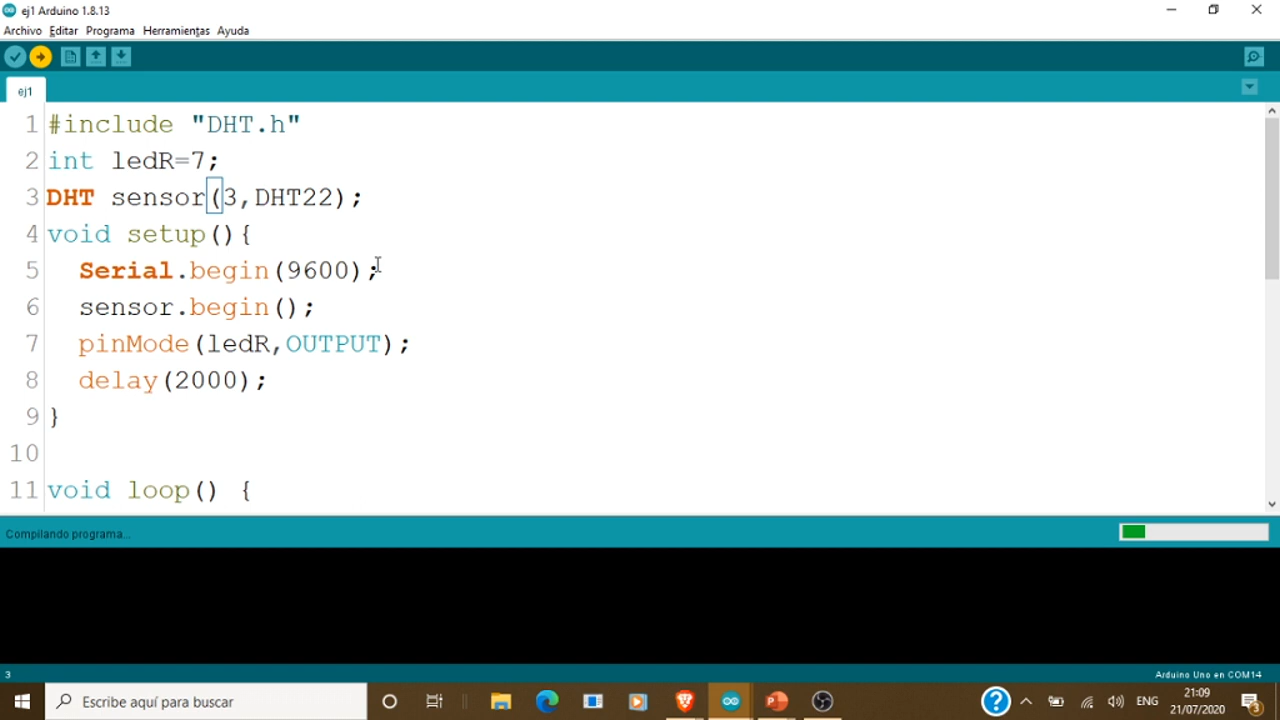 ej1 Arduino 1.8.13
Archivo Editar Programa Herramientas Ayuda
ej1
1 #include "DHT.h"
2 int ledR=7;
3 DHT sensor(3,DHT22);
4 void setup(){
5 Serial.begin(9600);
6 sensor.begin();
7 pinMode(ledR,OUTPUT);
8 delay(2000);
9 }
10
11 void loop() {
Compilando programa...
3 Arduino Uno en COM14
Escribe aquí para buscar
ENG
21:09
21/07/2020
3